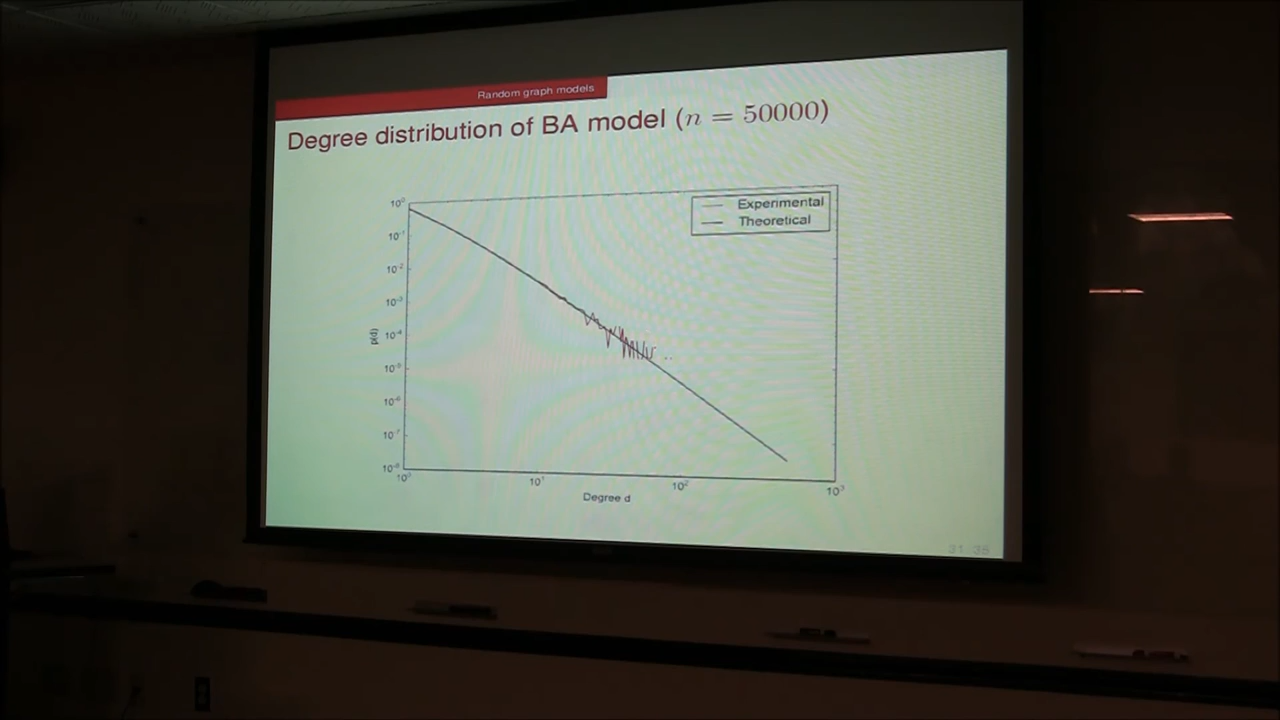 Random graph models
Degree distribution of BA model (n = 50000)
Experimental
Theoretical
p(d)
10⁰
10⁻¹
10⁻²
10⁻³
10⁻⁴
10⁻⁵
10⁻⁶
10⁻⁷
10⁻⁸
10⁰ 10¹ 10² 10³
Degree d